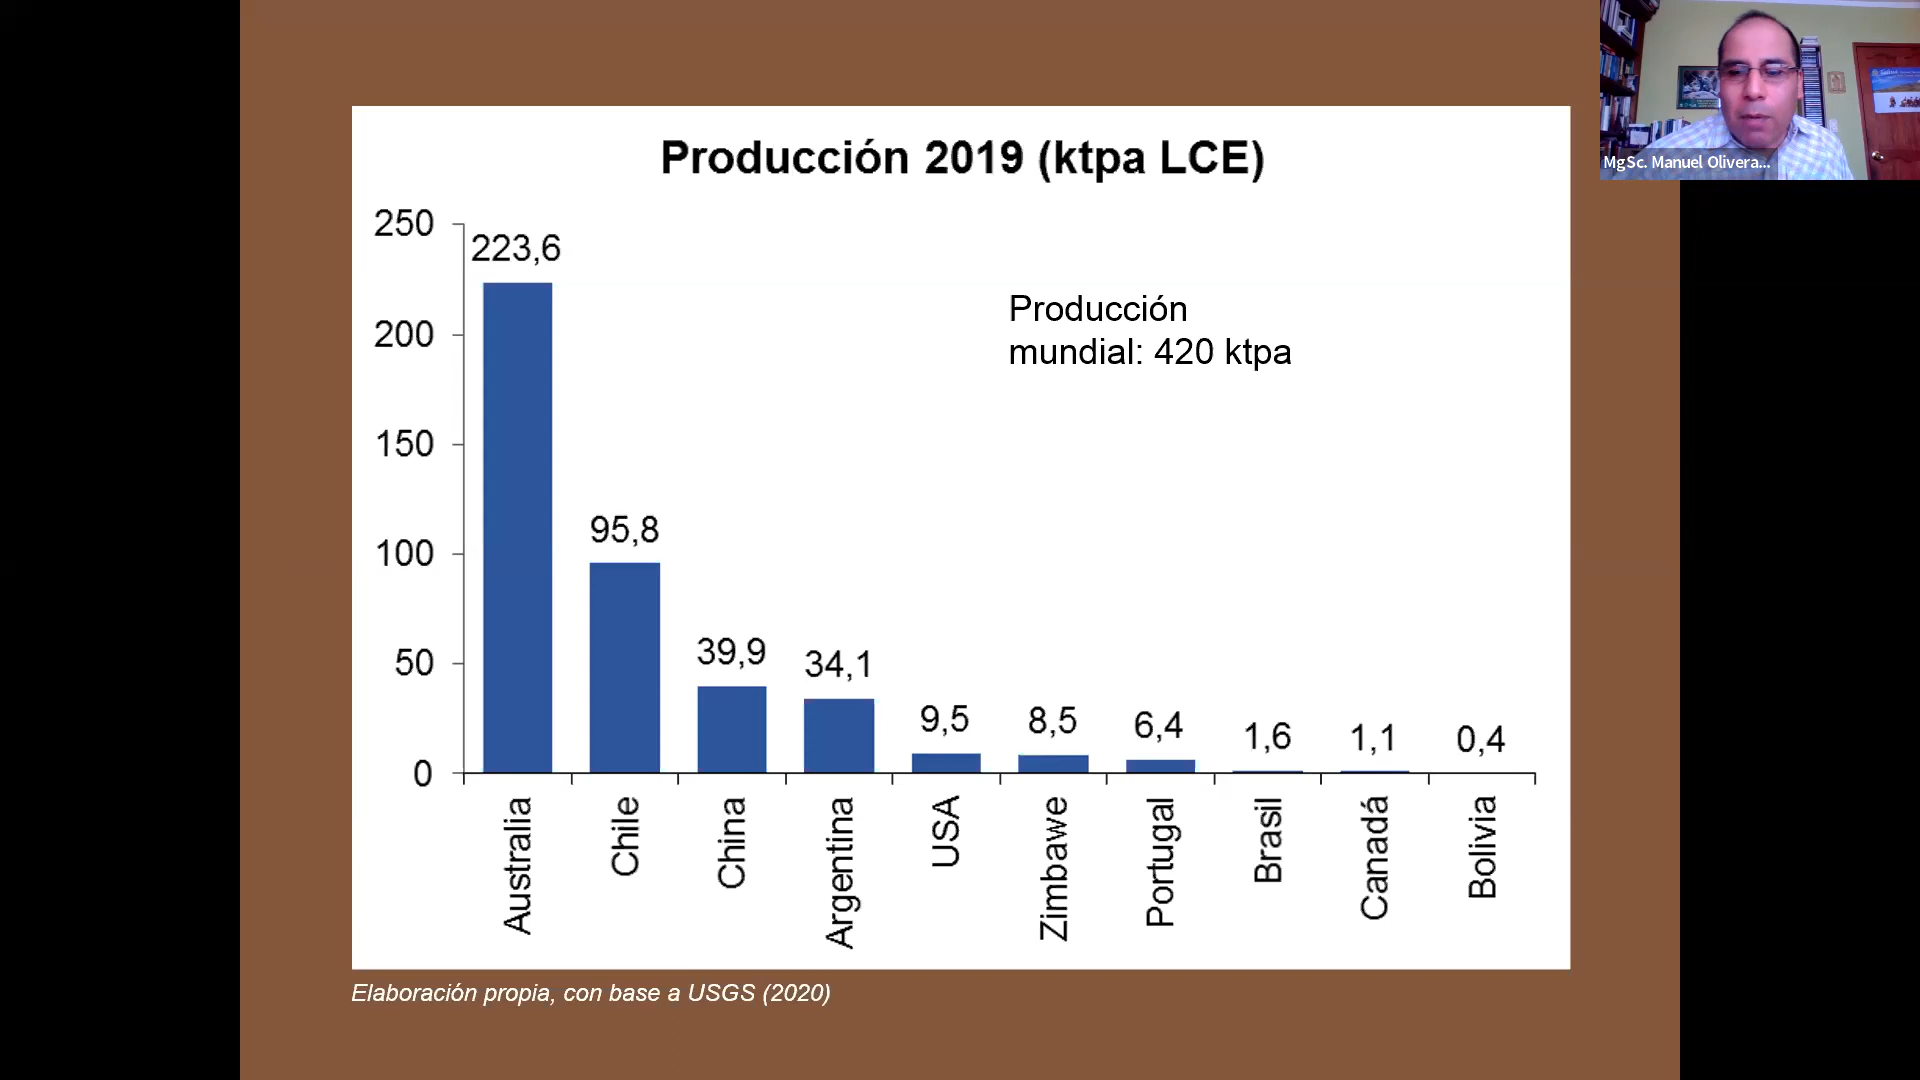 Producción 2019 (ktpa LCE)
250
223,6
200
Producción
mundial: 420 ktpa
150
100
95,8
50
39,9
34,1
9,5
8,5
6,4
1,6
1,1
0,4
0
Australia
Chile
China
Argentina
USA
Zimbawe
Portugal
Brasil
Canadá
Bolivia
Elaboración propia, con base a USGS (2020)
MgSc. Manuel Olivera...